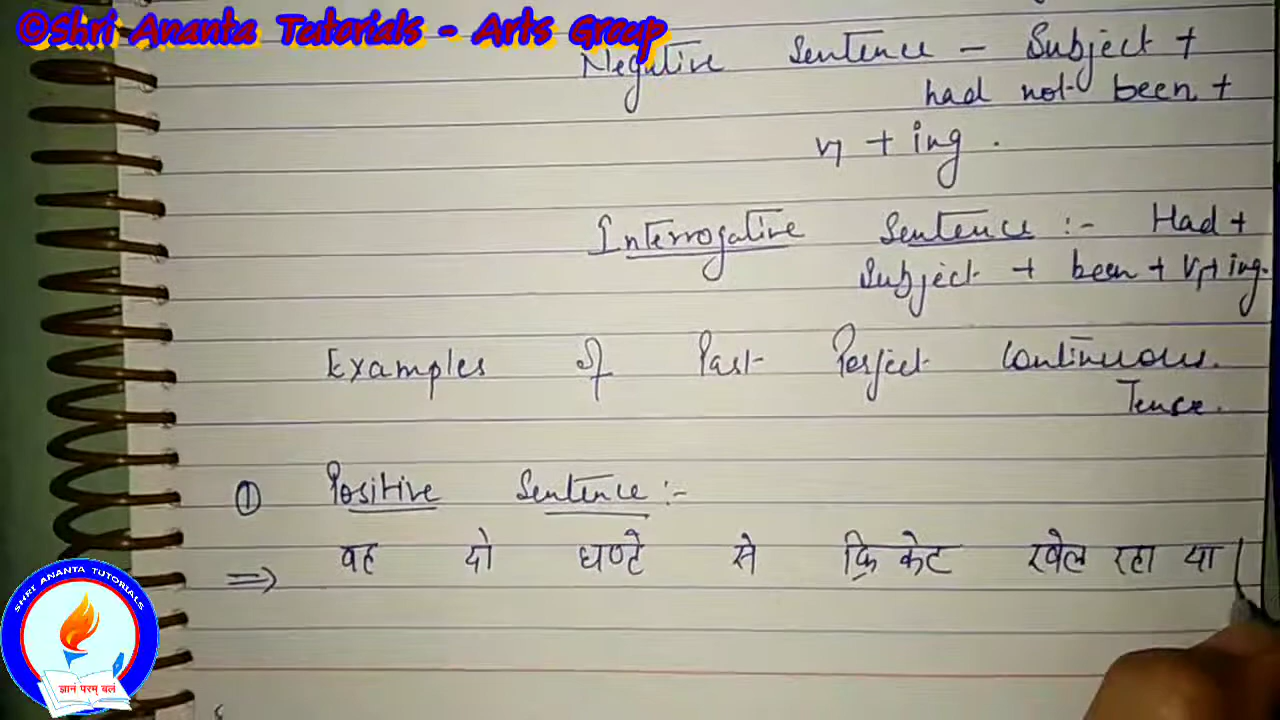 ©Shri Ananta Tutorials - Arts Group
Negative Sentence - Subject +
had not been +
V1 + ing .
Interrogative Sentence :- Had +
Subject + been + V1+ ing.
Examples of Past Perfect Continuous.
Tense.
① Positive Sentence :-
⇒ वह दो घण्टे से क्रिकेट खेल रहा था|
SHRI ANANTA TUTORIALS
ज्ञानं परमं बलं